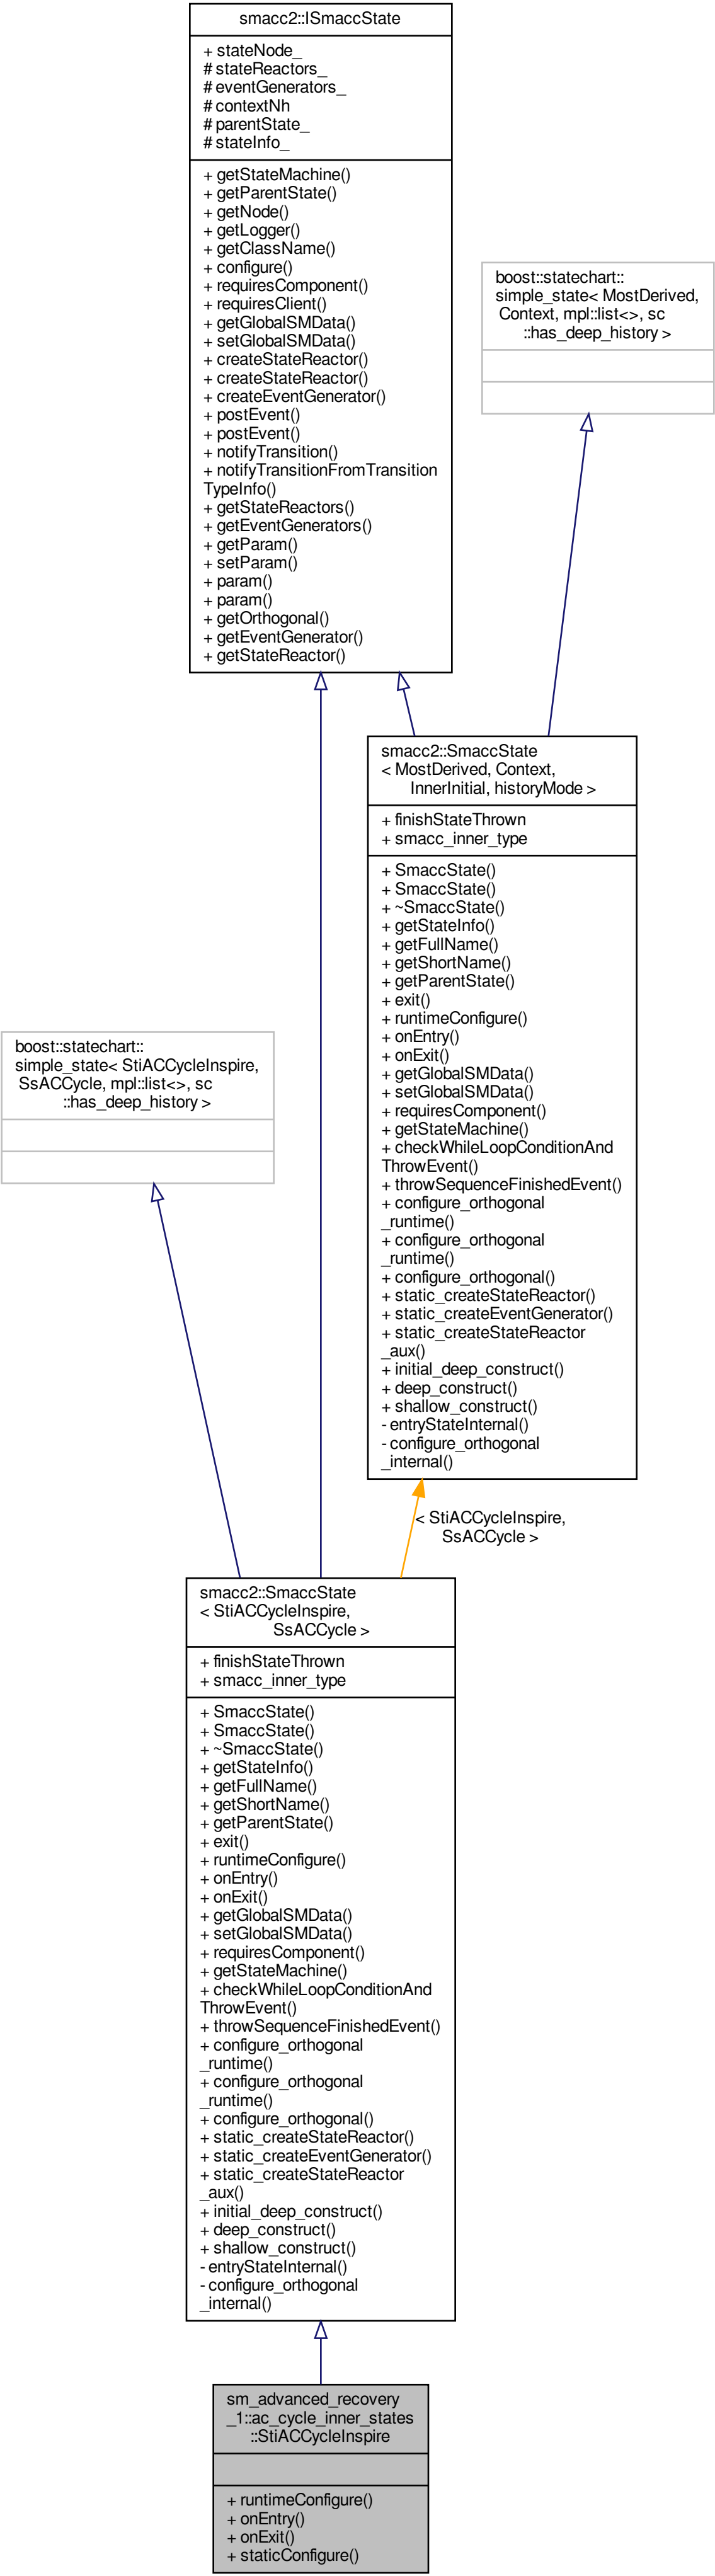 smacc2::ISmaccState
+ stateNode_
# stateReactors_
# eventGenerators_
# contextNh
# parentState_
# stateInfo_
+ getStateMachine()
+ getParentState()
+ getNode()
+ getLogger()
+ getClassName()
+ configure()
+ requiresComponent()
+ requiresClient()
+ getGlobalSMData()
+ setGlobalSMData()
+ createStateReactor()
+ createStateReactor()
+ createEventGenerator()
+ postEvent()
+ postEvent()
+ notifyTransition()
+ notifyTransitionFromTransition
TypeInfo()
+ getStateReactors()
+ getEventGenerators()
+ getParam()
+ setParam()
+ param()
+ param()
+ getOrthogonal()
+ getEventGenerator()
+ getStateReactor()
boost::statechart::
simple_state< MostDerived,
Context, mpl::list<>, sc
::has_deep_history >
smacc2::SmaccState
< MostDerived, Context,
InnerInitial, historyMode >
+ finishStateThrown
+ smacc_inner_type
+ SmaccState()
+ SmaccState()
+ ~SmaccState()
+ getStateInfo()
+ getFullName()
+ getShortName()
+ getParentState()
+ exit()
+ runtimeConfigure()
+ onEntry()
+ onExit()
+ getGlobalSMData()
+ setGlobalSMData()
+ requiresComponent()
+ getStateMachine()
+ checkWhileLoopConditionAnd
ThrowEvent()
+ throwSequenceFinishedEvent()
+ configure_orthogonal
_runtime()
+ configure_orthogonal
_runtime()
+ configure_orthogonal()
+ static_createStateReactor()
+ static_createEventGenerator()
+ static_createStateReactor
_aux()
+ initial_deep_construct()
+ deep_construct()
+ shallow_construct()
- entryStateInternal()
- configure_orthogonal
_internal()
boost::statechart::
simple_state< StiACCycleInspire,
SsACCycle, mpl::list<>, sc
::has_deep_history >
< StiACCycleInspire,
SsACCycle >
smacc2::SmaccState
< StiACCycleInspire,
SsACCycle >
+ finishStateThrown
+ smacc_inner_type
+ SmaccState()
+ SmaccState()
+ ~SmaccState()
+ getStateInfo()
+ getFullName()
+ getShortName()
+ getParentState()
+ exit()
+ runtimeConfigure()
+ onEntry()
+ onExit()
+ getGlobalSMData()
+ setGlobalSMData()
+ requiresComponent()
+ getStateMachine()
+ checkWhileLoopConditionAnd
ThrowEvent()
+ throwSequenceFinishedEvent()
+ configure_orthogonal
_runtime()
+ configure_orthogonal
_runtime()
+ configure_orthogonal()
+ static_createStateReactor()
+ static_createEventGenerator()
+ static_createStateReactor
_aux()
+ initial_deep_construct()
+ deep_construct()
+ shallow_construct()
- entryStateInternal()
- configure_orthogonal
_internal()
sm_advanced_recovery
_1::ac_cycle_inner_states
::StiACCycleInspire
+ runtimeConfigure()
+ onEntry()
+ onExit()
+ staticConfigure()